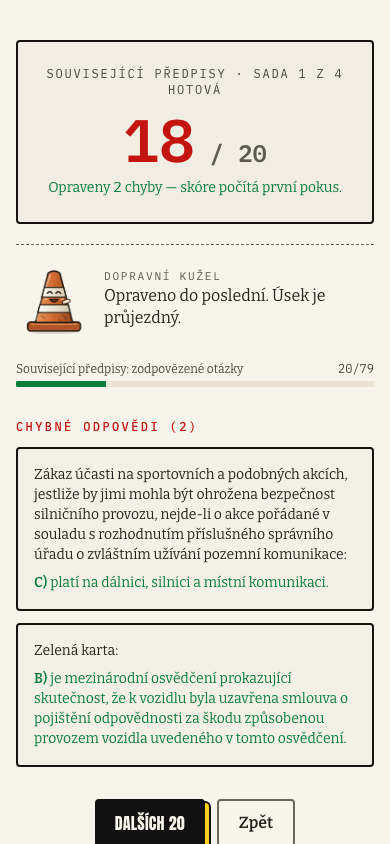 SOUVISEJÍCÍ PŘEDPISY · SADA 1 Z 4
HOTOVÁ
18 / 20
Opraveny 2 chyby — skóre počítá první pokus.
DOPRAVNÍ KUŽEL
Opraveno do poslední. Úsek je
průjezdný.
Související předpisy: zodpovězené otázky 20/79
CHYBNÉ ODPOVĚDI (2)
Zákaz účasti na sportovních a podobných akcích,
jestliže by jimi mohla být ohrožena bezpečnost
silničního provozu, nejde-li o akce pořádané v
souladu s rozhodnutím příslušného správního
úřadu o zvláštním užívání pozemní komunikace:
C) platí na dálnici, silnici a místní komunikaci.
Zelená karta:
B) je mezinárodní osvědčení prokazující
skutečnost, že k vozidlu byla uzavřena smlouva o
pojištění odpovědnosti za škodu způsobenou
provozem vozidla uvedeného v tomto osvědčení.
DALŠÍCH 20 Zpět